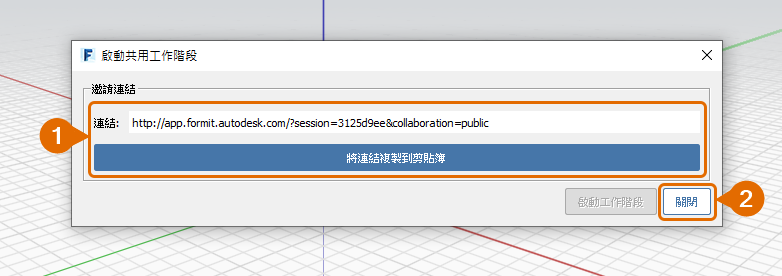 F 啟動共用工作階段
邀請連結
1
連結: http://app.formit.autodesk.com/?session=3125d9ee&collaboration=public
將連結複製到剪貼簿
啟動工作階段 關閉 2